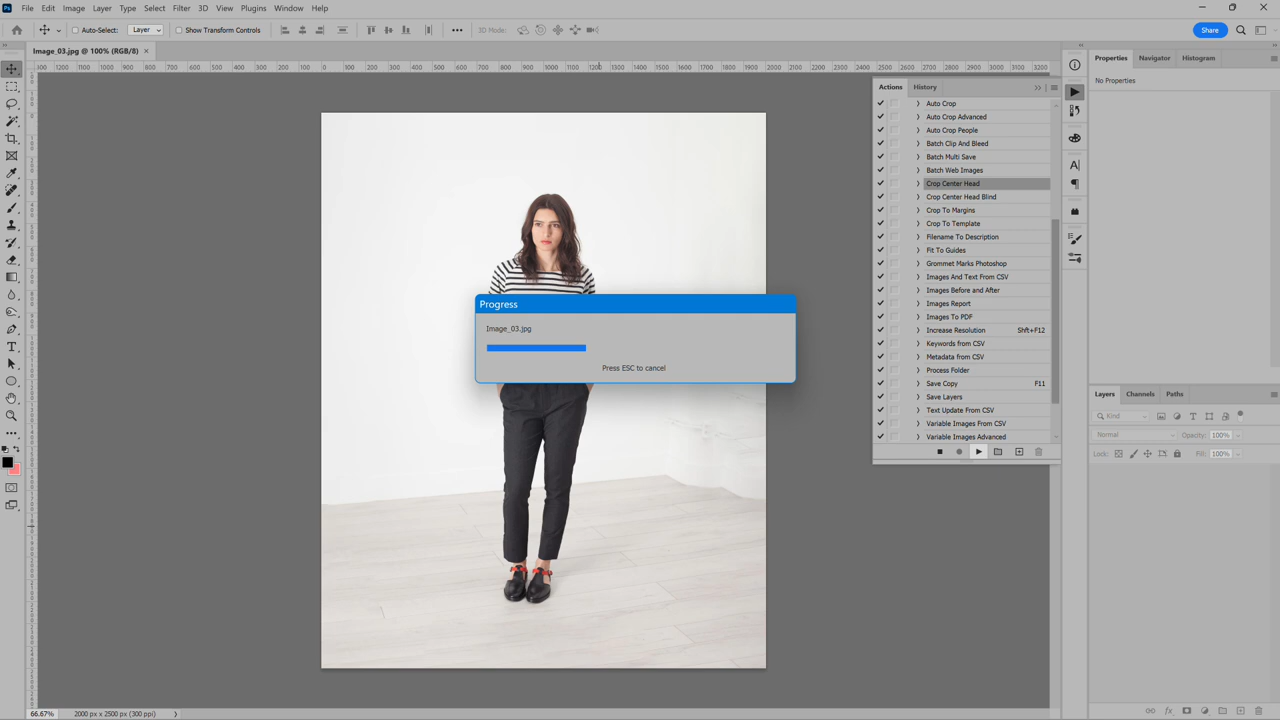 Ps File Edit Image Layer Type Select Filter 3D View Plugins Window Help
Auto-Select: Layer Show Transform Controls 3D Mode: Share
Image_03.jpg @ 100% (RGB/8)
Actions History
Auto Crop
Auto Crop Advanced
Auto Crop People
Batch Clip And Bleed
Batch Multi Save
Batch Web Images
Crop Center Head
Crop Center Head Blind
Crop To Margins
Crop To Template
Filename To Description
Fit To Guides
Grommet Marks Photoshop
Images And Text From CSV
Images Before and After
Images Report
Images To PDF
Increase Resolution Shft+F12
Keywords from CSV
Metadata from CSV
Process Folder
Save Copy F11
Save Layers
Text Update From CSV
Variable Images From CSV
Variable Images Advanced
Progress
Image_03.jpg
Press ESC to cancel
Properties Navigator Histogram
No Properties
Layers Channels Paths
Kind
Normal Opacity: 100%
Lock: Fill: 100%
66.67% 2000 px x 2500 px (300 ppi)